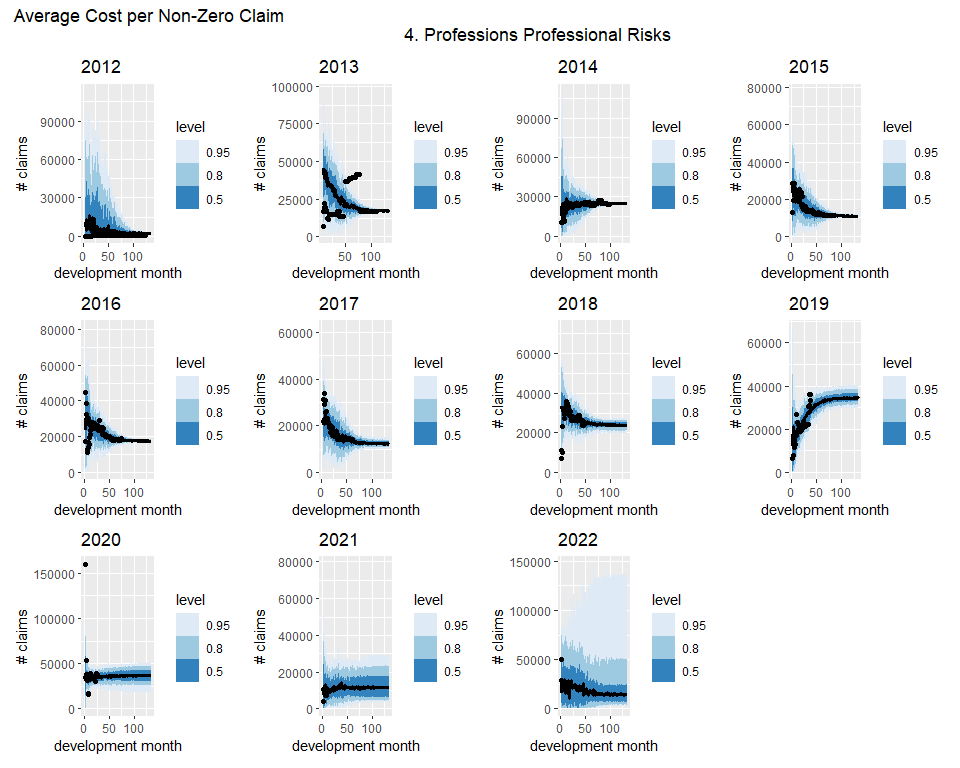 Average Cost per Non-Zero Claim
4. Professions Professional Risks
2012
90000
60000
30000
0
0 50 100
development month
# claims
level
0.95
0.8
0.5
2013
100000
75000
50000
25000
0
50 100
development month
# claims
level
0.95
0.8
0.5
2014
90000
60000
30000
0
0 50 100
development month
# claims
level
0.95
0.8
0.5
2015
80000
60000
40000
20000
0
0 50 100
development month
# claims
level
0.95
0.8
0.5
2016
80000
60000
40000
20000
0
0 50 100
development month
# claims
level
0.95
0.8
0.5
2017
60000
40000
20000
0
0 50 100
development month
# claims
level
0.95
0.8
0.5
2018
60000
40000
20000
0
0 50 100
development month
# claims
level
0.95
0.8
0.5
2019
60000
40000
20000
0
0 50 100
development month
# claims
level
0.95
0.8
0.5
2020
150000
100000
50000
0
0 50 100
development month
# claims
level
0.95
0.8
0.5
2021
80000
60000
40000
20000
0
0 50 100
development month
# claims
level
0.95
0.8
0.5
2022
150000
100000
50000
0
0 50 100
development month
# claims
level
0.95
0.8
0.5